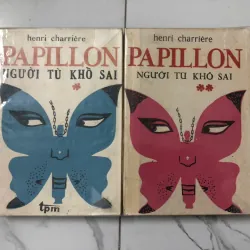 henri charrière
PAPILLON
NGƯỜI TÙ KHỔ SAI
*
tpm
henri charrière
PAPILLON
NGƯỜI TÙ KHỔ SAI
**